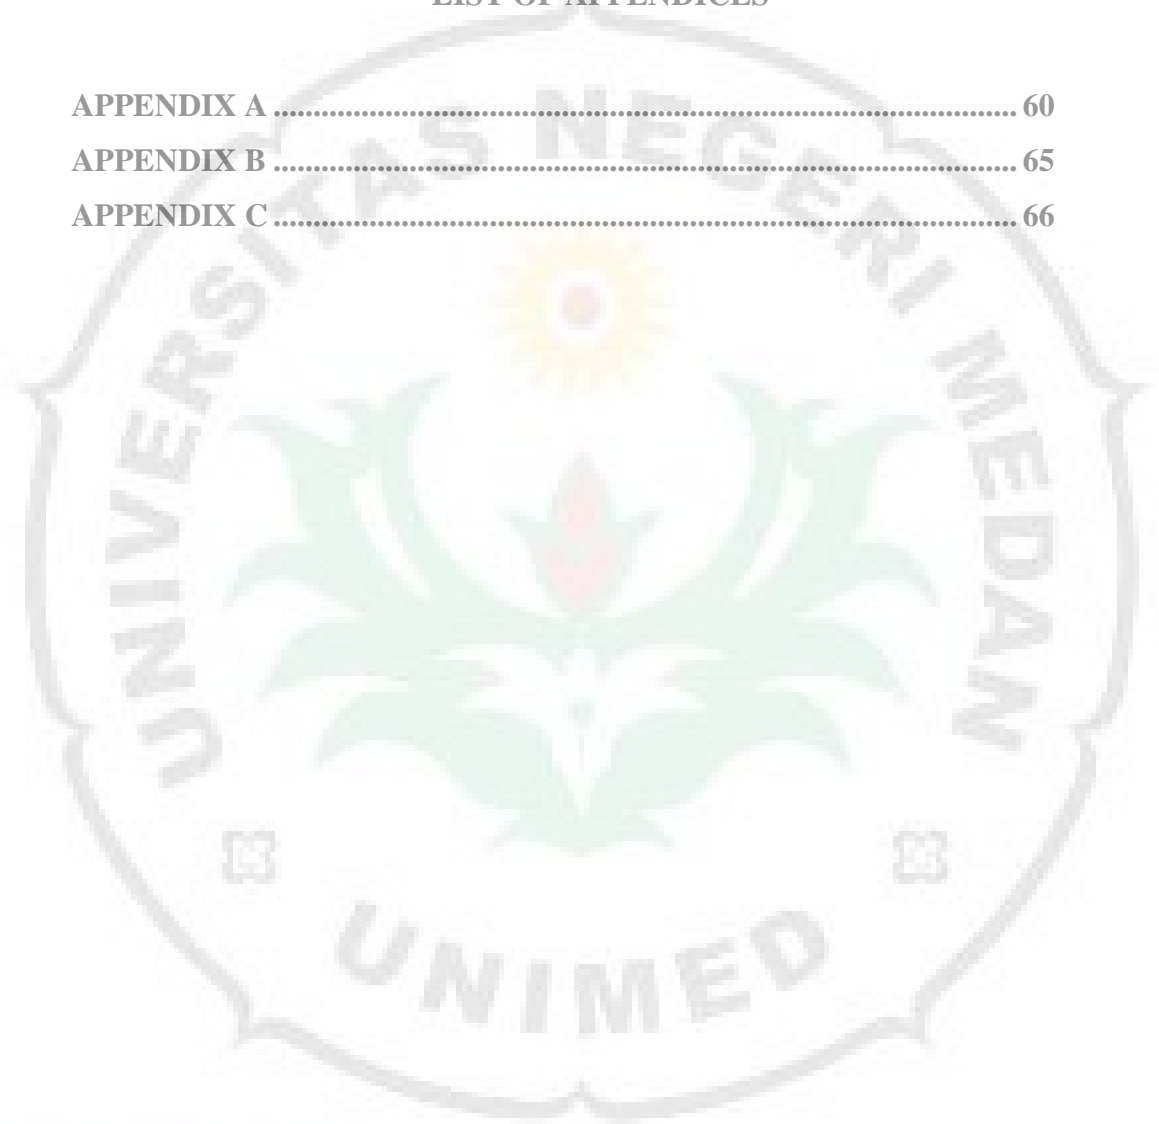 LIST OF APPENDICES
APPENDIX A ........................................................................................... 60
APPENDIX B ........................................................................................... 65
APPENDIX C ........................................................................................... 66
UNIVERSITAS NEGERI MEDAN
UNIMED